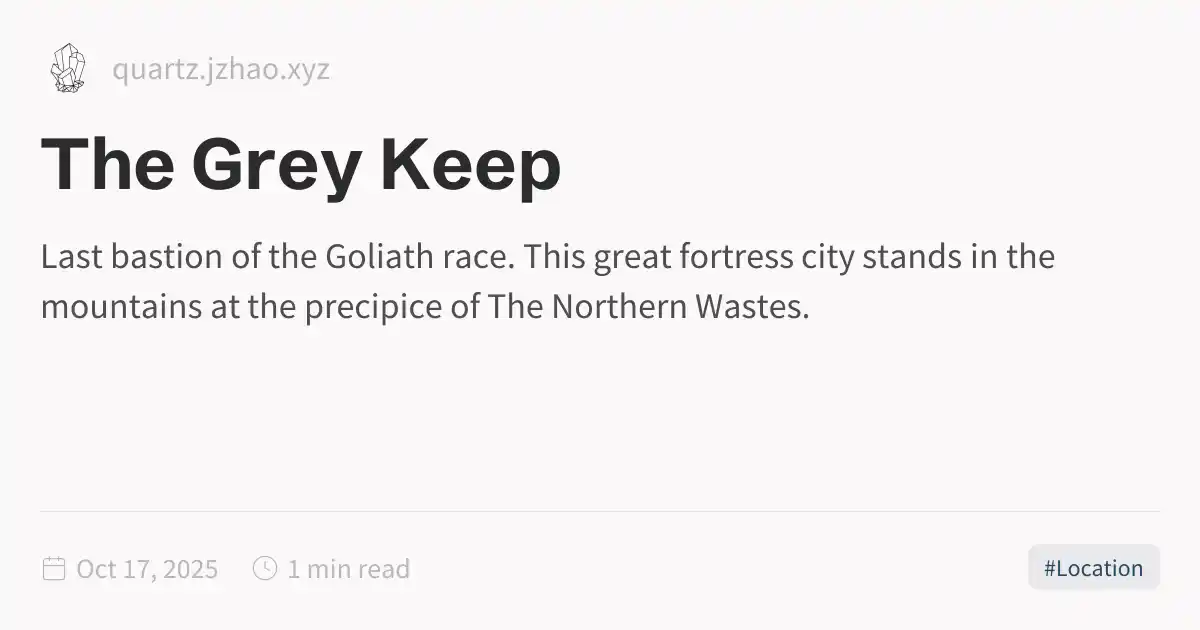 quartz.jzhao.xyz
The Grey Keep
Last bastion of the Goliath race. This great fortress city stands in the
mountains at the precipice of The Northern Wastes.
Oct 17, 2025 1 min read #Location